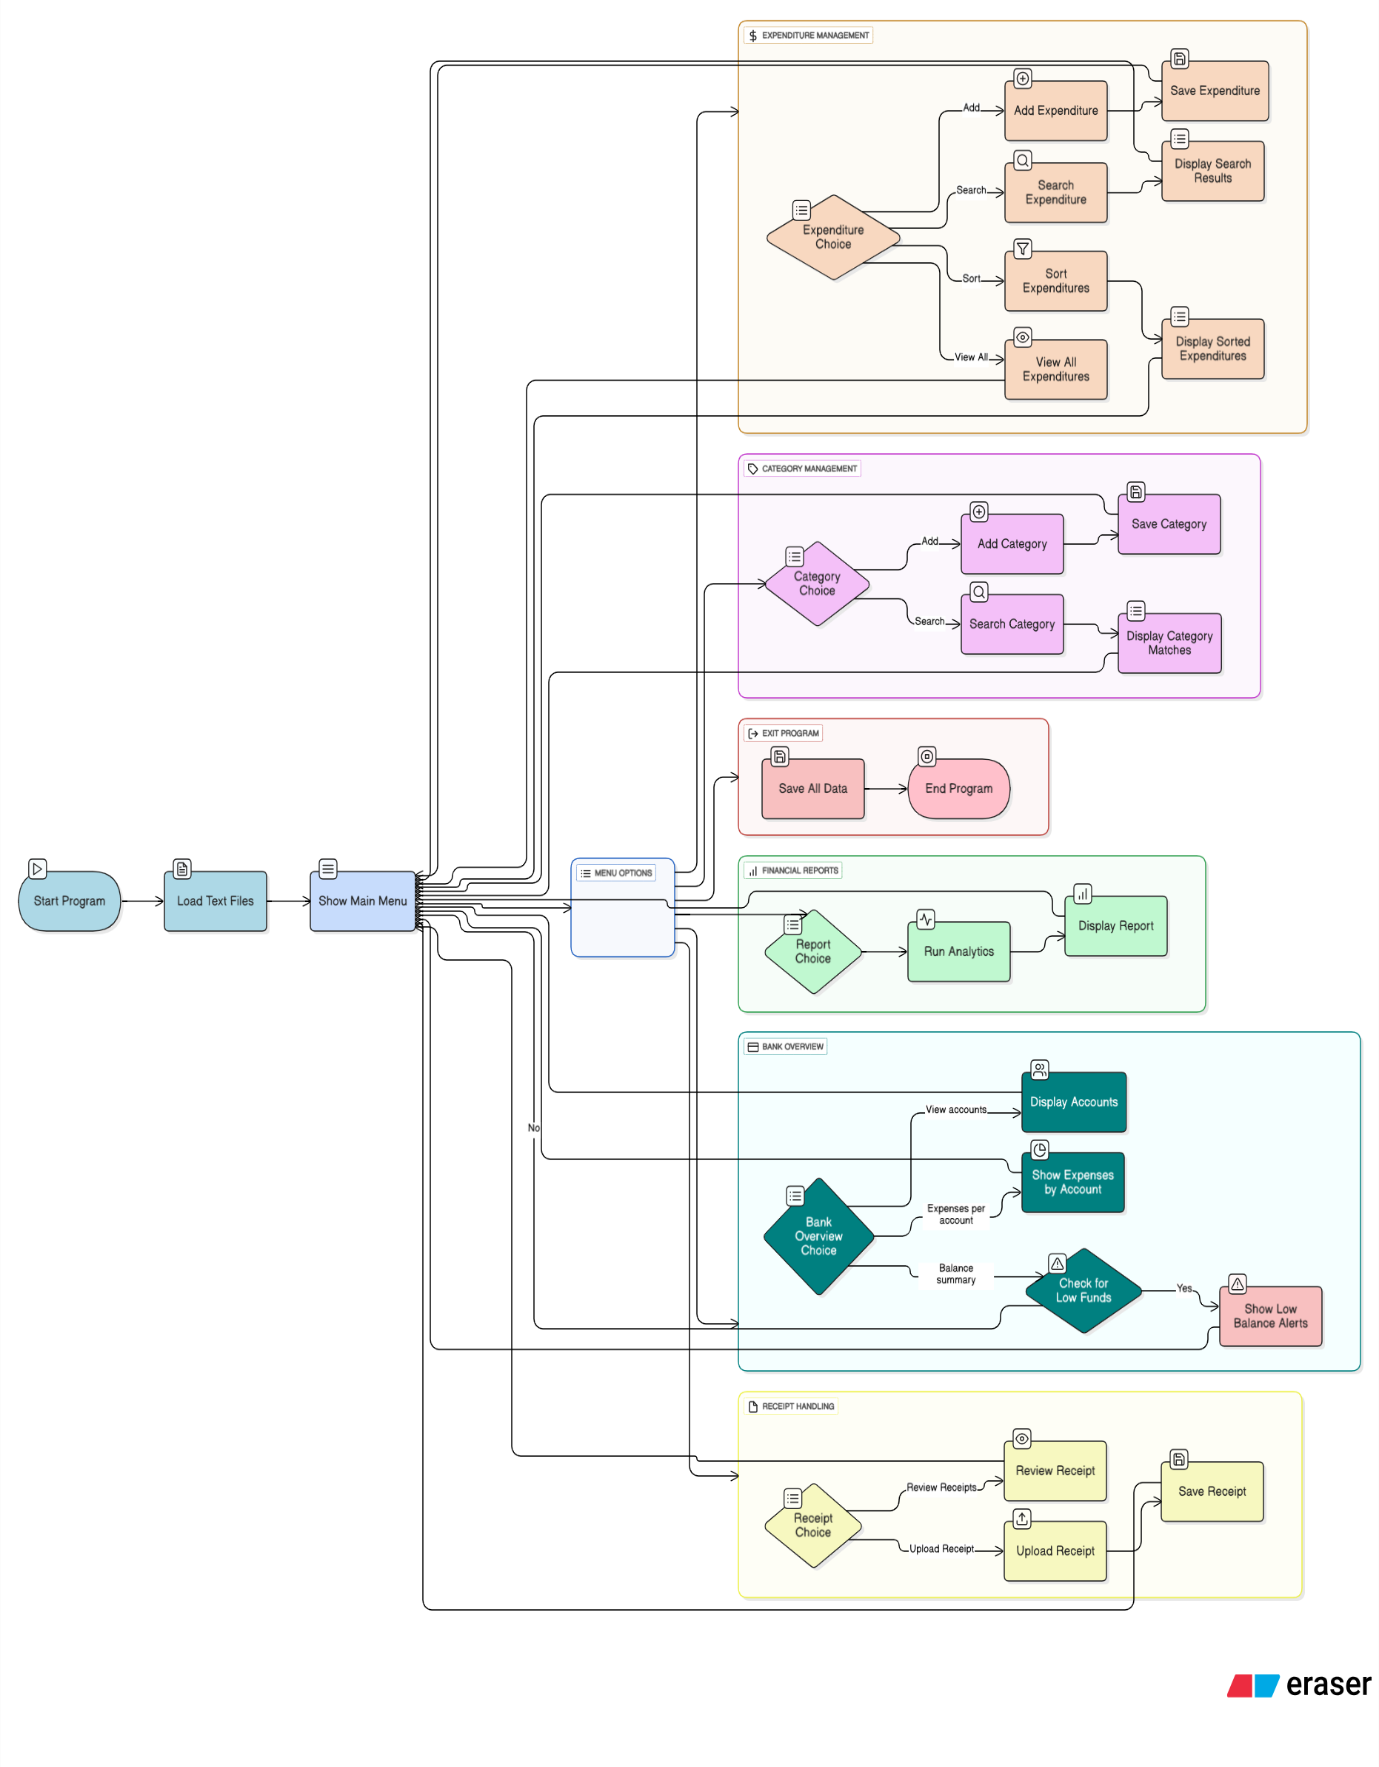 EXPENDITURE MANAGEMENT
Save Expenditure
Add
Add Expenditure
Display Search
Results
Search
Search
Expenditure
Expenditure
Choice
Sort
Sort
Expenditures
Display Sorted
Expenditures
View All
View All
Expenditures
CATEGORY MANAGEMENT
Save Category
Add
Add Category
Category
Choice
Search
Search Category
Display Category
Matches
EXIT PROGRAM
Save All Data
End Program
Start Program
Load Text Files
Show Main Menu
MENU OPTIONS
FINANCIAL REPORTS
Display Report
Report
Choice
Run Analytics
BANK OVERVIEW
Display Accounts
View accounts
No
Show Expenses
by Account
Expenses per
account
Bank
Overview
Choice
Balance
summary
Check for
Low Funds
Yes
Show Low
Balance Alerts
RECEIPT HANDLING
Review Receipt
Review Receipts
Save Receipt
Receipt
Choice
Upload Receipt
Upload Receipt
eraser